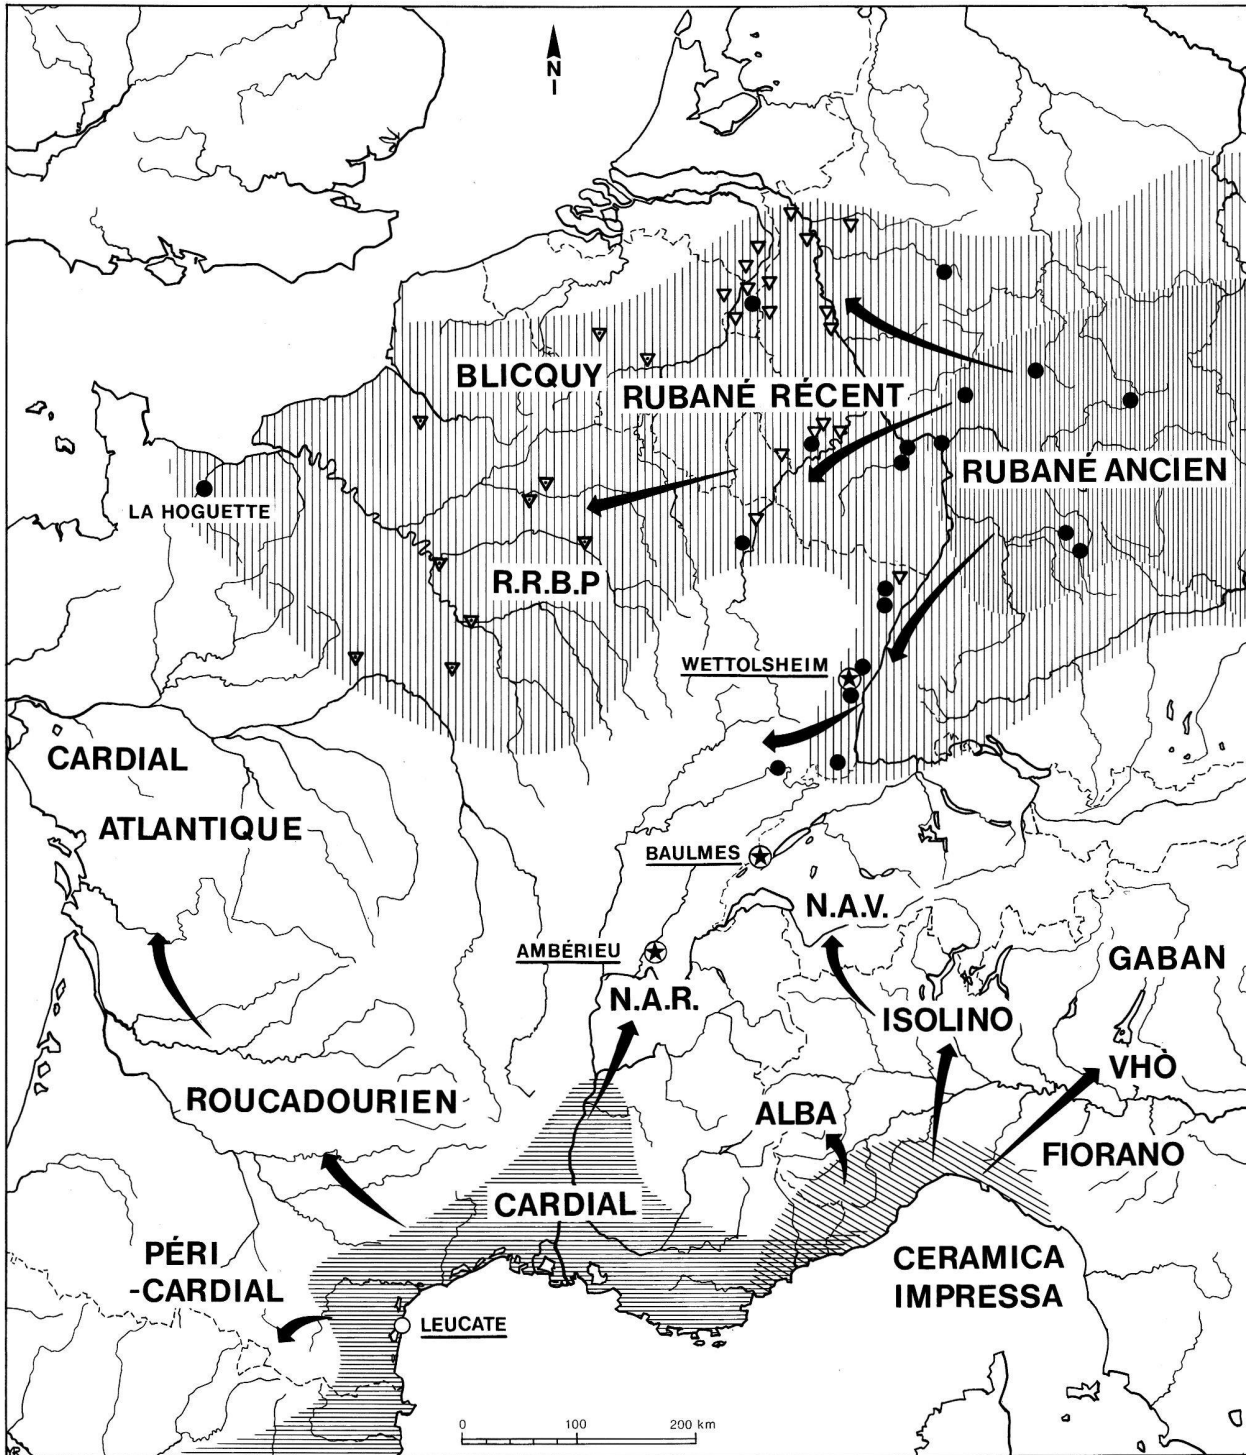 N
BLICQUY
RUBANÉ RÉCENT
RUBANÉ ANCIEN
LA HOGUETTE
R.R.B.P
WETTOLSHEIM
CARDIAL
ATLANTIQUE
BAULMES
N.A.V.
AMBÉRIEU
GABAN
N.A.R.
ISOLINO
VHÒ
ROUCADOURIEN
ALBA
FIORANO
CARDIAL
PÉRI
-CARDIAL
CERAMICA
IMPRESSA
LEUCATE
0 100 200 km